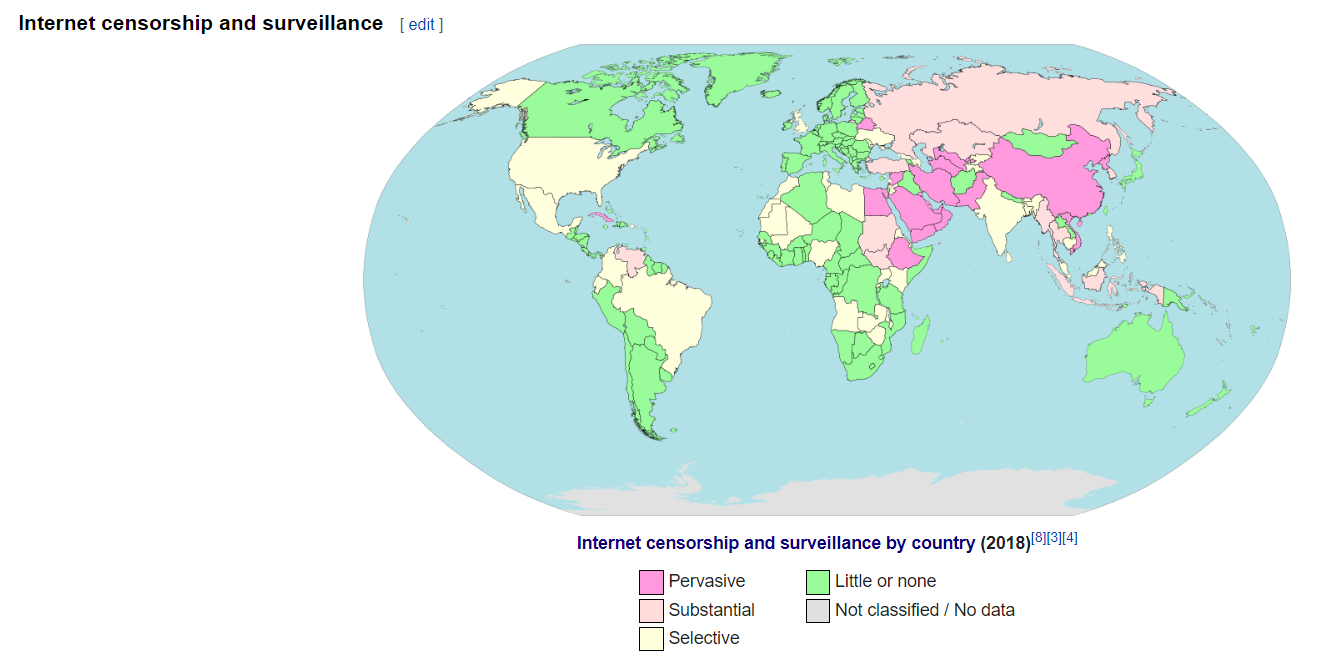 Internet censorship and surveillance [ edit ]
Internet censorship and surveillance by country (2018)[8][3][4]
Pervasive
Substantial
Selective
Little or none
Not classified / No data